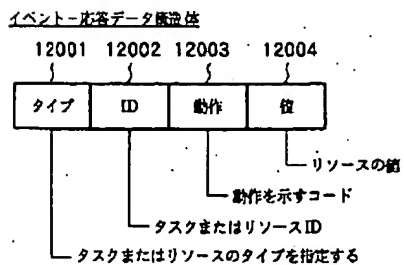 イベント-応答データ構造体
12001 12002 12003 12004
タイプ ID 動作 値
リソースの値
動作を示すコード
タスクまたはリソースID
タスクまたはリソースのタイプを指定する